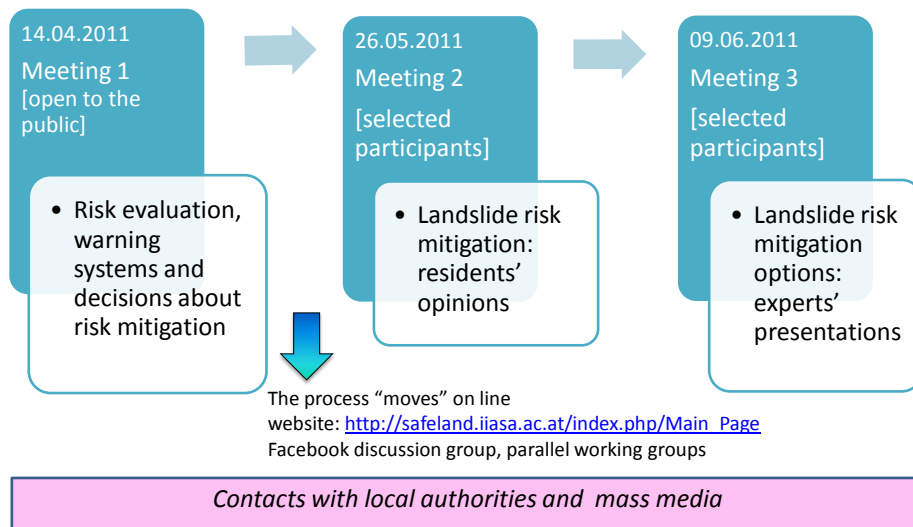 14.04.2011
Meeting 1
[open to the
public]
• Risk evaluation,
warning
systems and
decisions about
risk mitigation
26.05.2011
Meeting 2
[selected
participants]
• Landslide risk
mitigation:
residents'
opinions
09.06.2011
Meeting 3
[selected
participants]
• Landslide risk
mitigation
options:
experts'
presentations
The process “moves” on line
website: http://safeland.iiasa.ac.at/index.php/Main_Page
Facebook discussion group, parallel working groups
Contacts with local authorities and mass media